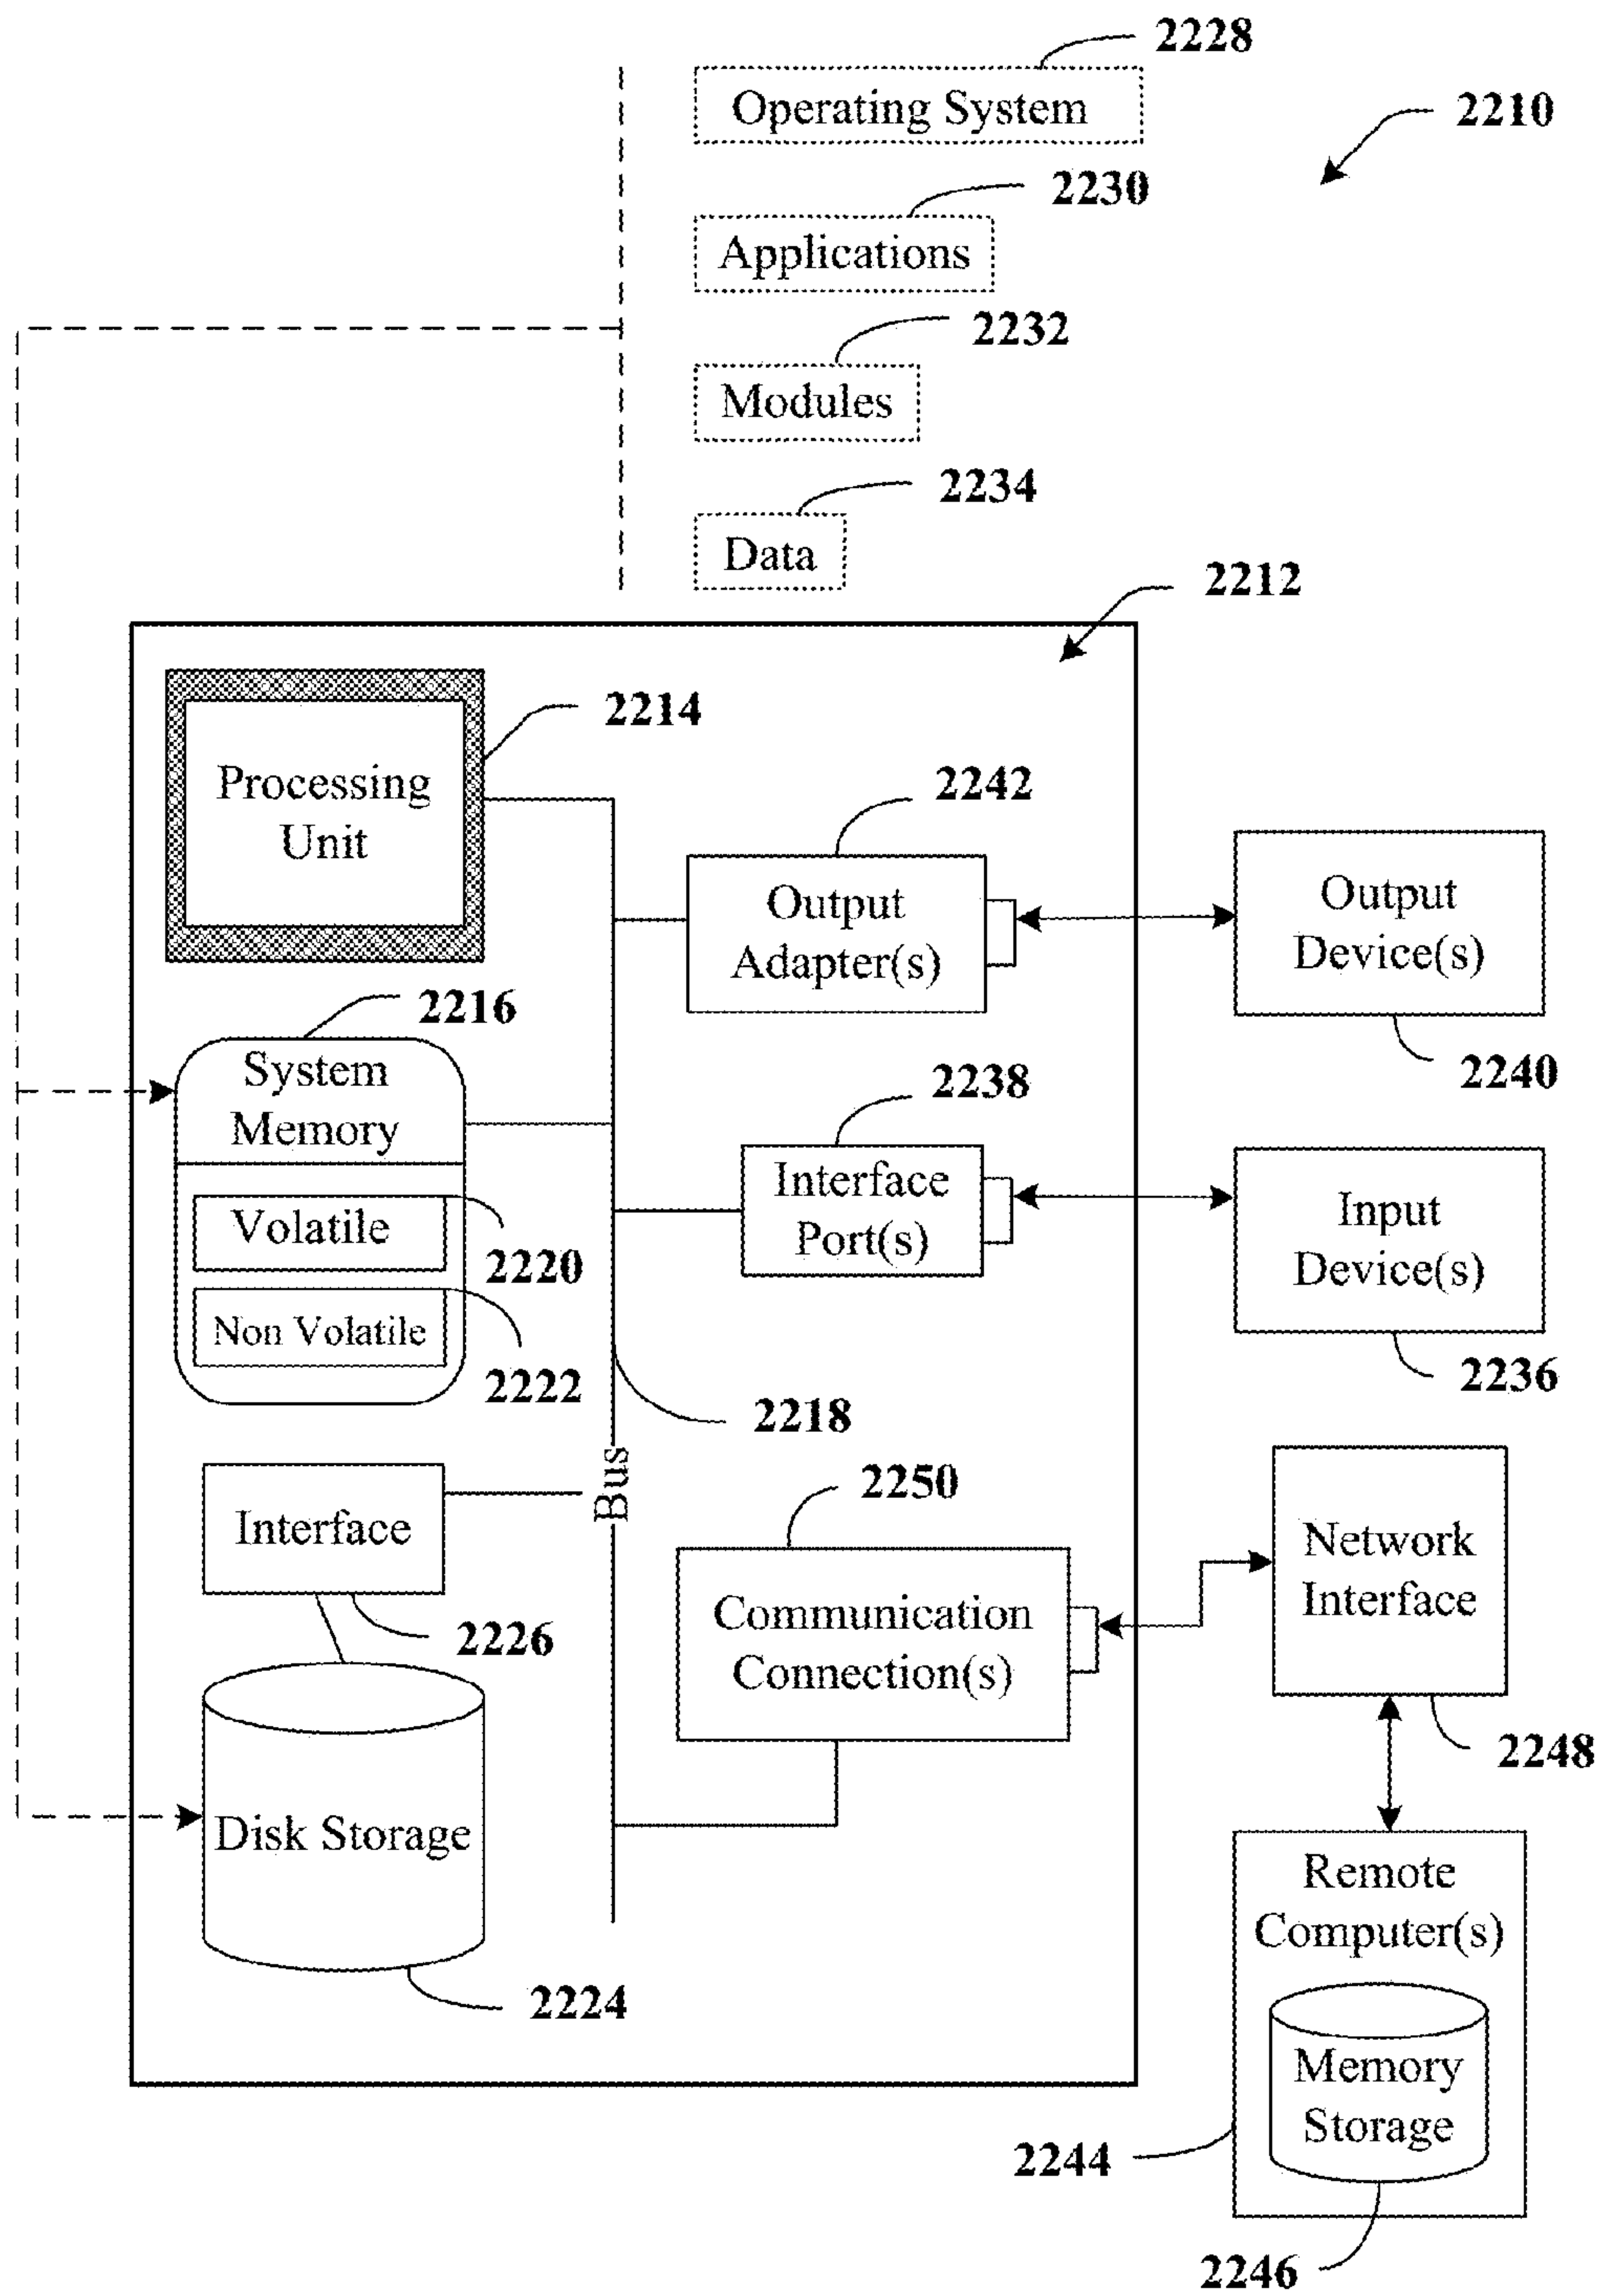 2228
Operating System
2210
2230
Applications
2232
Modules
2234
Data
2212
2214
Processing
Unit
2242
Output
Adapter(s)
Output
Device(s)
2240
2216
System
Memory
2238
Interface
Port(s)
Input
Device(s)
2236
Volatile
2220
Non Volatile
2222
2218
Bus
2250
Interface
2226
Communication
Connection(s)
Network
Interface
2248
Disk Storage
2224
Remote
Computer(s)
Memory
Storage
2244
2246